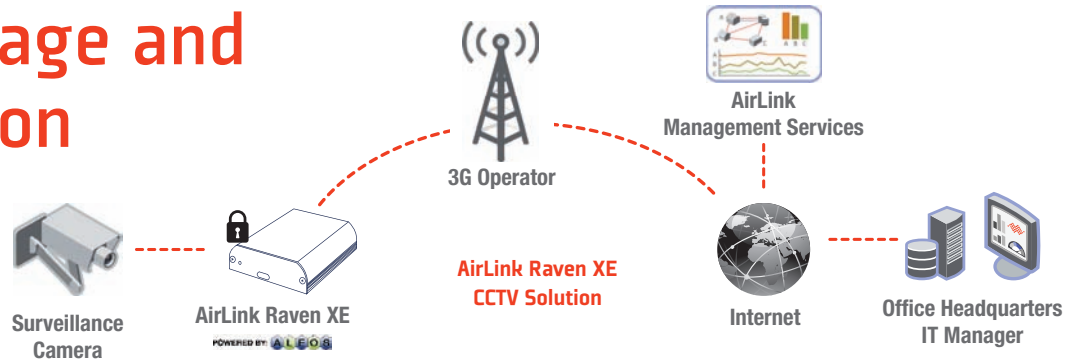 age and
on
AirLink
Management Services
3G Operator
AirLink Raven XE
CCTV Solution
Surveillance
Camera
AirLink Raven XE
POWERED BY: ALEOS
Internet
Office Headquarters
IT Manager